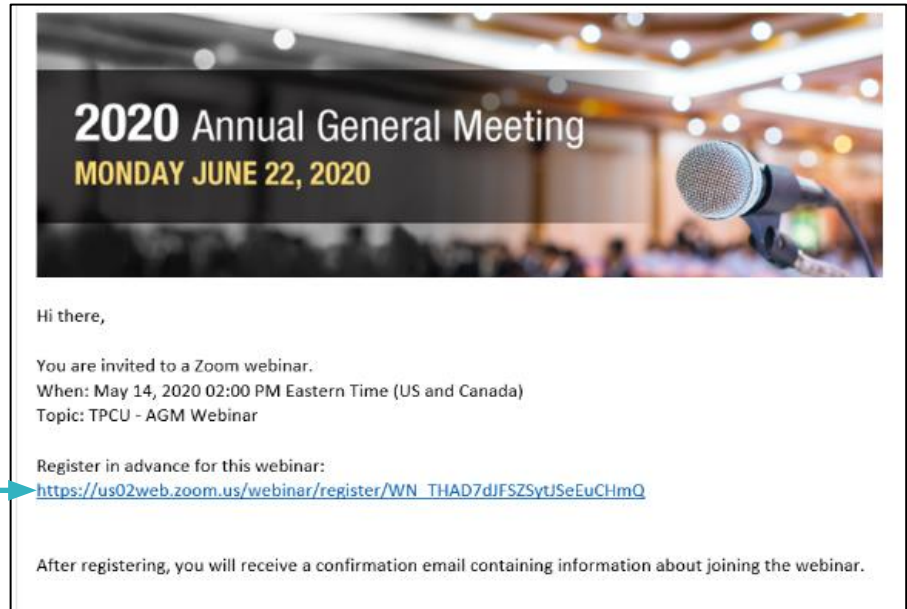 2020 Annual General Meeting
MONDAY JUNE 22, 2020
Hi there,
You are invited to a Zoom webinar.
When: May 14, 2020 02:00 PM Eastern Time (US and Canada)
Topic: TPCU - AGM Webinar
Register in advance for this webinar:
https://us02web.zoom.us/webinar/register/WN_THAD7dJFSZSytJSeEuCHmQ
After registering, you will receive a confirmation email containing information about joining the webinar.